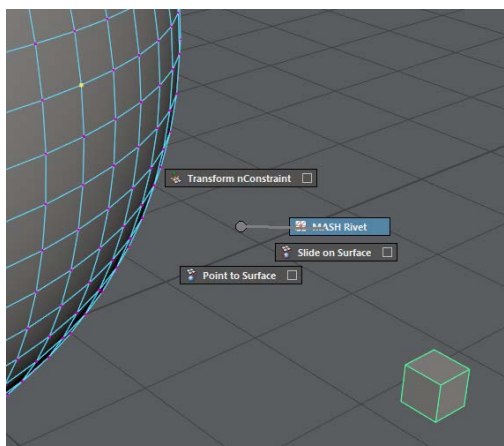 Transform nConstraint
MASH Rivet
Slide on Surface
Point to Surface